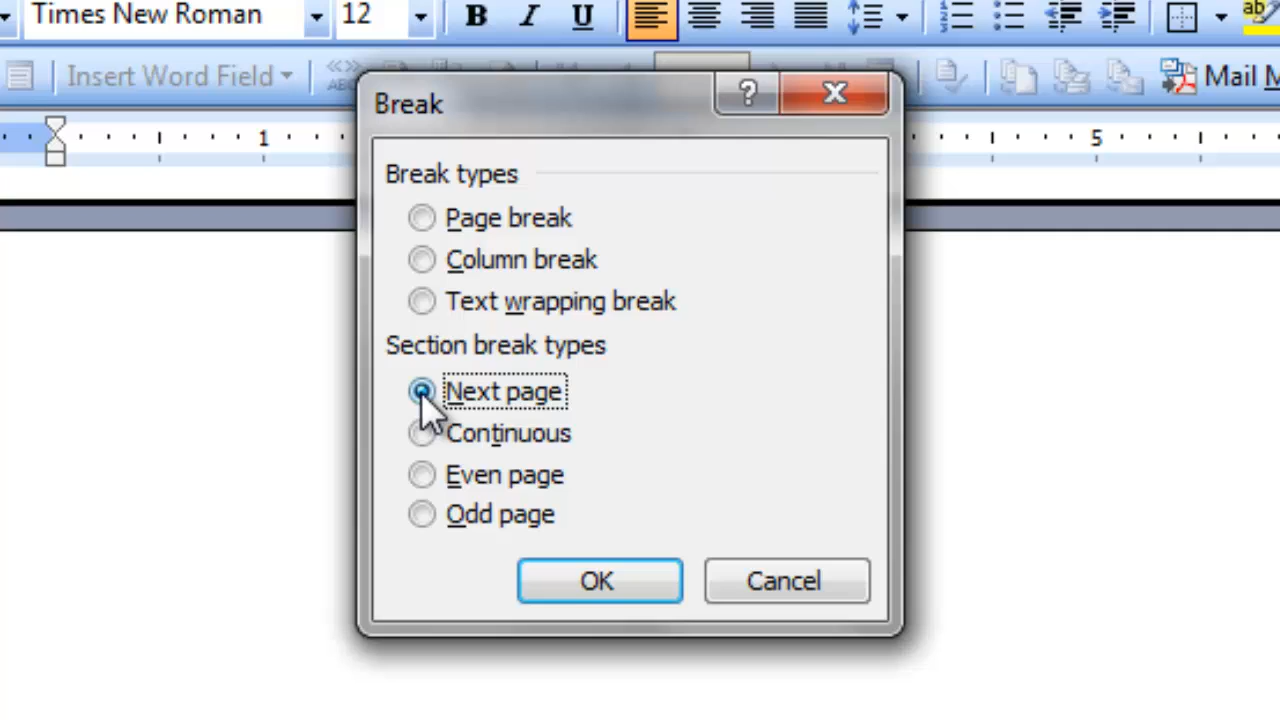 Times New Roman 12 B I U
Insert Word Field Mail M
Break ?
1 5
Break types
Page break
Column break
Text wrapping break
Section break types
Next page
Continuous
Even page
Odd page
OK Cancel